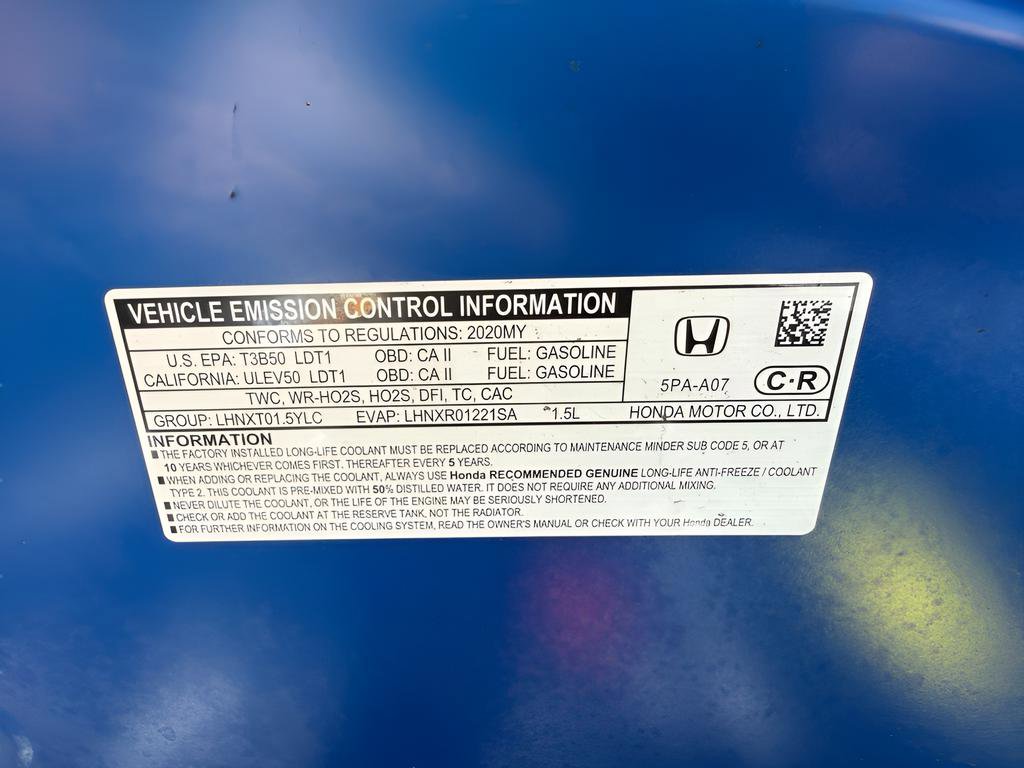 VEHICLE EMISSION CONTROL INFORMATION
CONFORMS TO REGULATIONS: 2020MY
U.S. EPA: T3B50 LDT1 OBD: CA II FUEL: GASOLINE
CALIFORNIA: ULEV50 LDT1 OBD: CA II FUEL: GASOLINE
TWC, WR-HO2S, HO2S, DFI, TC, CAC
5PA-A07 C·R
GROUP: LHNXT01.5YLC EVAP: LHNXR01221SA 1.5L HONDA MOTOR CO., LTD.
INFORMATION
■ THE FACTORY INSTALLED LONG-LIFE COOLANT MUST BE REPLACED ACCORDING TO MAINTENANCE MINDER SUB CODE 5, OR AT
10 YEARS WHICHEVER COMES FIRST. THEREAFTER EVERY 5 YEARS.
■ WHEN ADDING OR REPLACING THE COOLANT, ALWAYS USE Honda RECOMMENDED GENUINE LONG-LIFE ANTI-FREEZE / COOLANT
TYPE 2. THIS COOLANT IS PRE-MIXED WITH 50% DISTILLED WATER. IT DOES NOT REQUIRE ANY ADDITIONAL MIXING.
■ NEVER DILUTE THE COOLANT, OR THE LIFE OF THE ENGINE MAY BE SERIOUSLY SHORTENED.
■ CHECK OR ADD THE COOLANT AT THE RESERVE TANK, NOT THE RADIATOR.
■ FOR FURTHER INFORMATION ON THE COOLING SYSTEM, READ THE OWNER'S MANUAL OR CHECK WITH YOUR Honda DEALER.